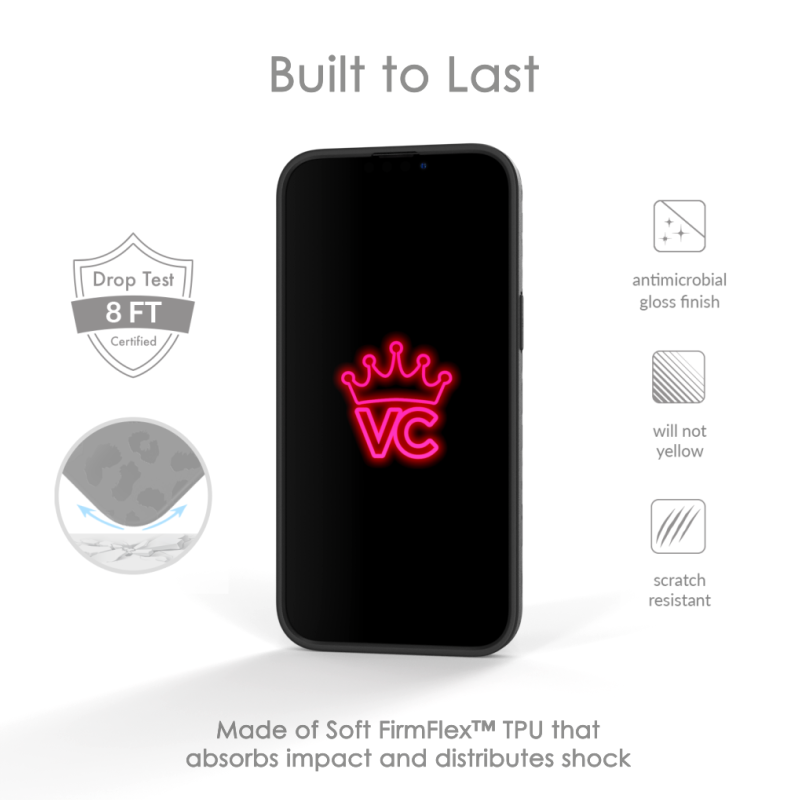 Built to Last
Drop Test
8 FT
Certified
VC
antimicrobial
gloss finish
will not
yellow
scratch
resistant
Made of Soft FirmFlex™ TPU that
absorbs impact and distributes shock